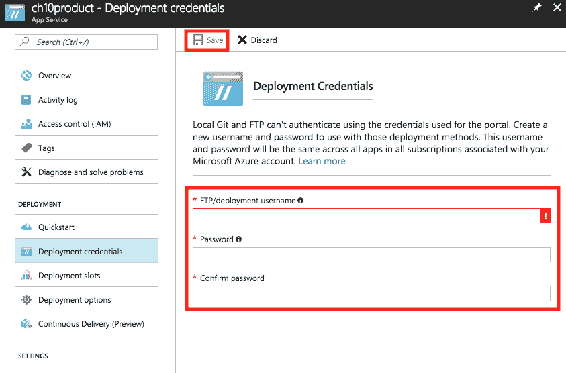 ch10product - Deployment credentials
App Service
Search (Ctrl+/)
Overview
Activity log
Access control (IAM)
Tags
Diagnose and solve problems
DEPLOYMENT
Quickstart
Deployment credentials
Deployment slots
Deployment options
Continuous Delivery (Preview)
SETTINGS
Save
Discard
Deployment Credentials
Local Git and FTP can't authenticate using the credentials used for the portal. Create a
new username and password to use with those deployment methods. This username
and password will be the same across all apps in all subscriptions associated with your
Microsoft Azure account. Learn more
* FTP/deployment username
* Password
* Confirm password